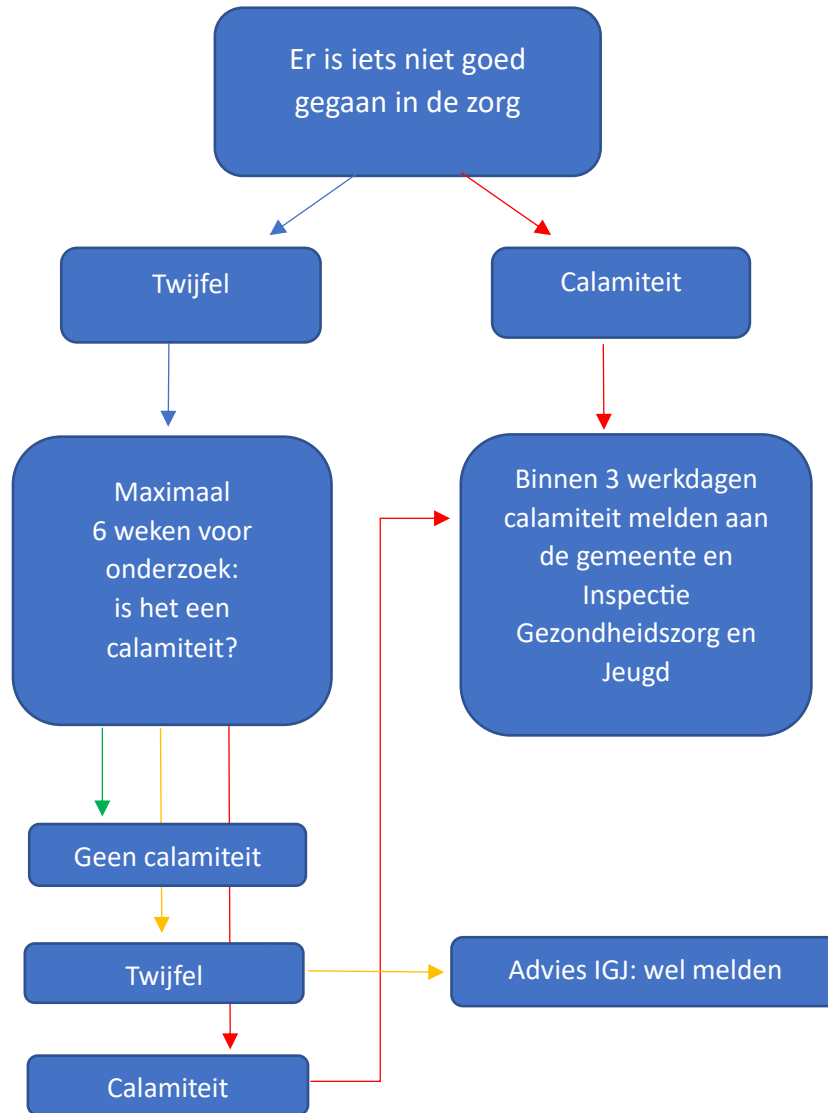 Er is iets niet goed
gegaan in de zorg
Twijfel
Calamiteit
Maximaal
6 weken voor
onderzoek:
is het een
calamiteit?
Binnen 3 werkdagen
calamiteit melden aan
de gemeente en
Inspectie
Gezondheidszorg en
Jeugd
Geen calamiteit
Twijfel
Advies IGJ: wel melden
Calamiteit